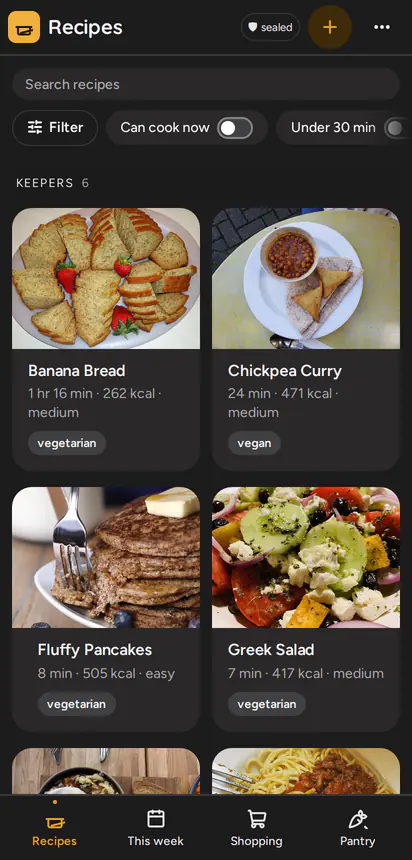 Recipes
sealed
Search recipes
Filter
Can cook now
Under 30 min
KEEPERS 6
Banana Bread
1 hr 16 min · 262 kcal ·
medium
vegetarian
Chickpea Curry
24 min · 471 kcal ·
medium
vegan
Fluffy Pancakes
8 min · 505 kcal · easy
vegetarian
Greek Salad
7 min · 417 kcal · medium
vegetarian
Recipes
This week
Shopping
Pantry